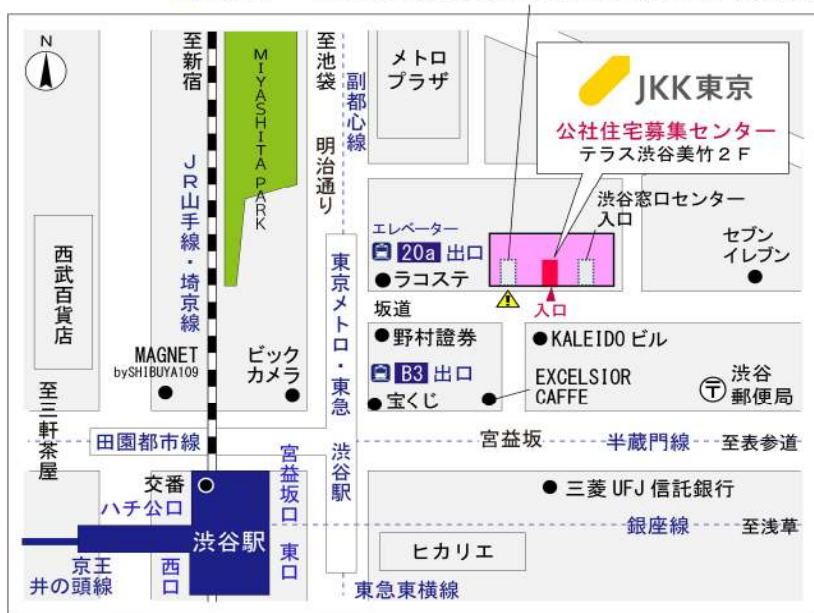 N
至新宿
MIYASHITA PARK
至池袋
明治通り
副都心線
メトロ
プラザ
JKK東京
公社住宅募集センター
テラス渋谷美竹2F
JR山手線・埼京線
西武百貨店
エレベーター
20a 出口
ラコステ
渋谷窓口センター
入口
セブン
イレブン
入口
坂道
東京メトロ・東急 渋谷駅
野村證券
KALEIDO ビル
MAGNET
bySHIBUYA109
ビック
カメラ
B3 出口
宝くじ
EXCELSIOR
CAFFE
〒
渋谷
郵便局
至三軒茶屋
田園都市線
宮益坂
半蔵門線
至表参道
交番
ハチ公口
宮益坂口
三菱 UFJ 信託銀行
渋谷駅
銀座線
至浅草
京王
井の頭線
西口
東口
ヒカリエ
東急東横線